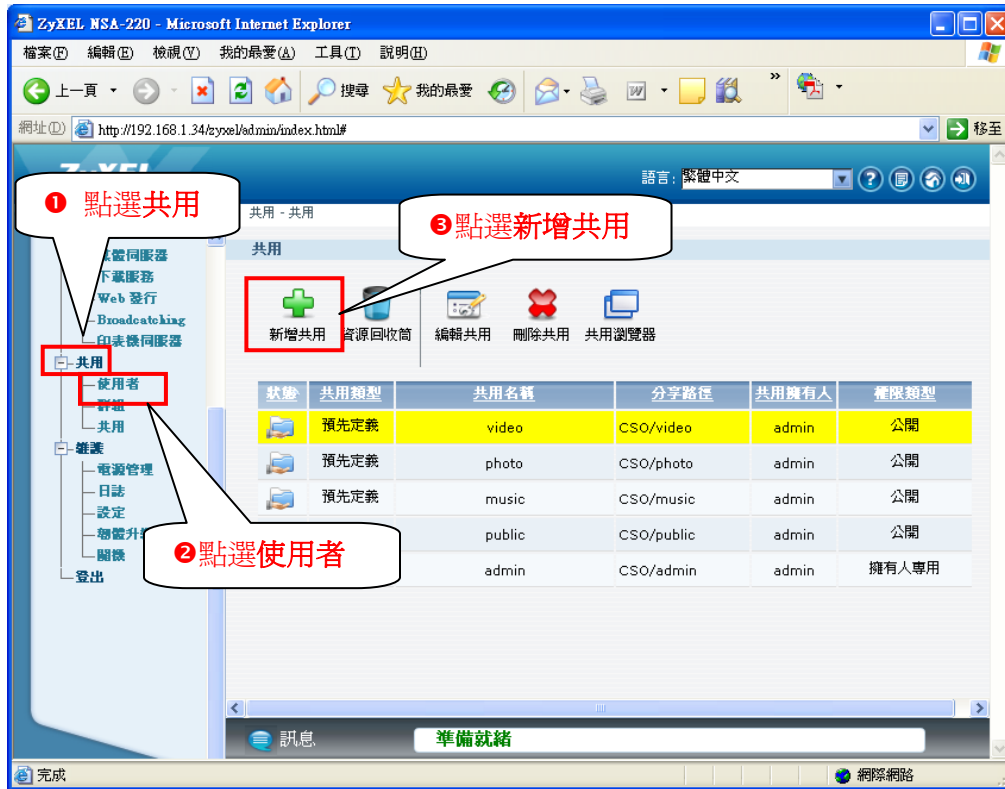 ZyXEL NSA-220 - Microsoft Internet Explorer
檔案(F) 編輯(E) 檢視(V) 我的最愛(A) 工具(T) 說明(H)
上一頁 搜尋 我的最愛
網址(D) http://192.168.1.34/zyxel/admin/index.html# 移至
ZyXEL
語言: 繁體中文
❶ 點選共用
共用 - 共用
❸點選新增共用
共用
媒體伺服器
下載服務
Web 發行
Broadcatching
印表機伺服器
共用
使用者
群組
共用
維護
電源管理
日誌
設定
韌體升
關機
登出
新增共用 資源回收筒 編輯共用 刪除共用 共用瀏覽器
狀態 共用類型 共用名稱 分享路徑 共用擁有人 權限類型
預先定義 video CSO/video admin 公開
預先定義 photo CSO/photo admin 公開
預先定義 music CSO/music admin 公開
public CSO/public admin 公開
admin CSO/admin admin 擁有人專用
❷點選使用者
訊息 準備就緒
完成 網際網路